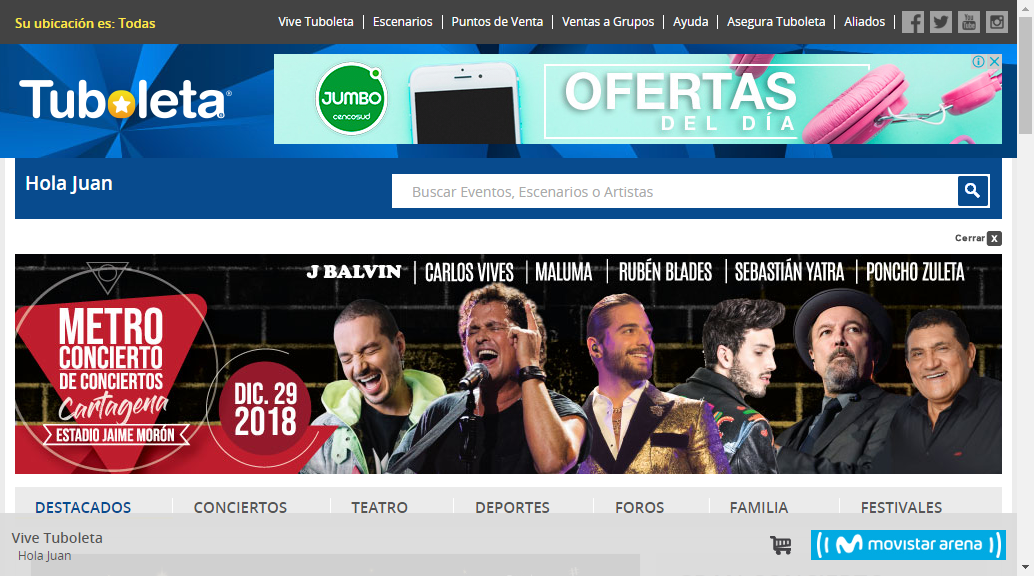 Su ubicación es: Todas
Vive Tuboleta | Escenarios | Puntos de Venta | Ventas a Grupos | Ayuda | Asegura Tuboleta | Aliados |
Tuboleta®
JUMBO
cencosud
OFERTAS
DEL DÍA
Hola Juan
Buscar Eventos, Escenarios o Artistas
Cerrar X
J BALVIN | CARLOS VIVES | MALUMA | RUBÉN BLADES | SEBASTIÁN YATRA | PONCHO ZULETA
METRO
CONCIERTO
DE CONCIERTOS
Cartagena
ESTADIO JAIME MORÓN
DIC. 29
2018
DESTACADOS
CONCIERTOS
TEATRO
DEPORTES
FOROS
FAMILIA
FESTIVALES
Vive Tuboleta
Hola Juan
movistar arena